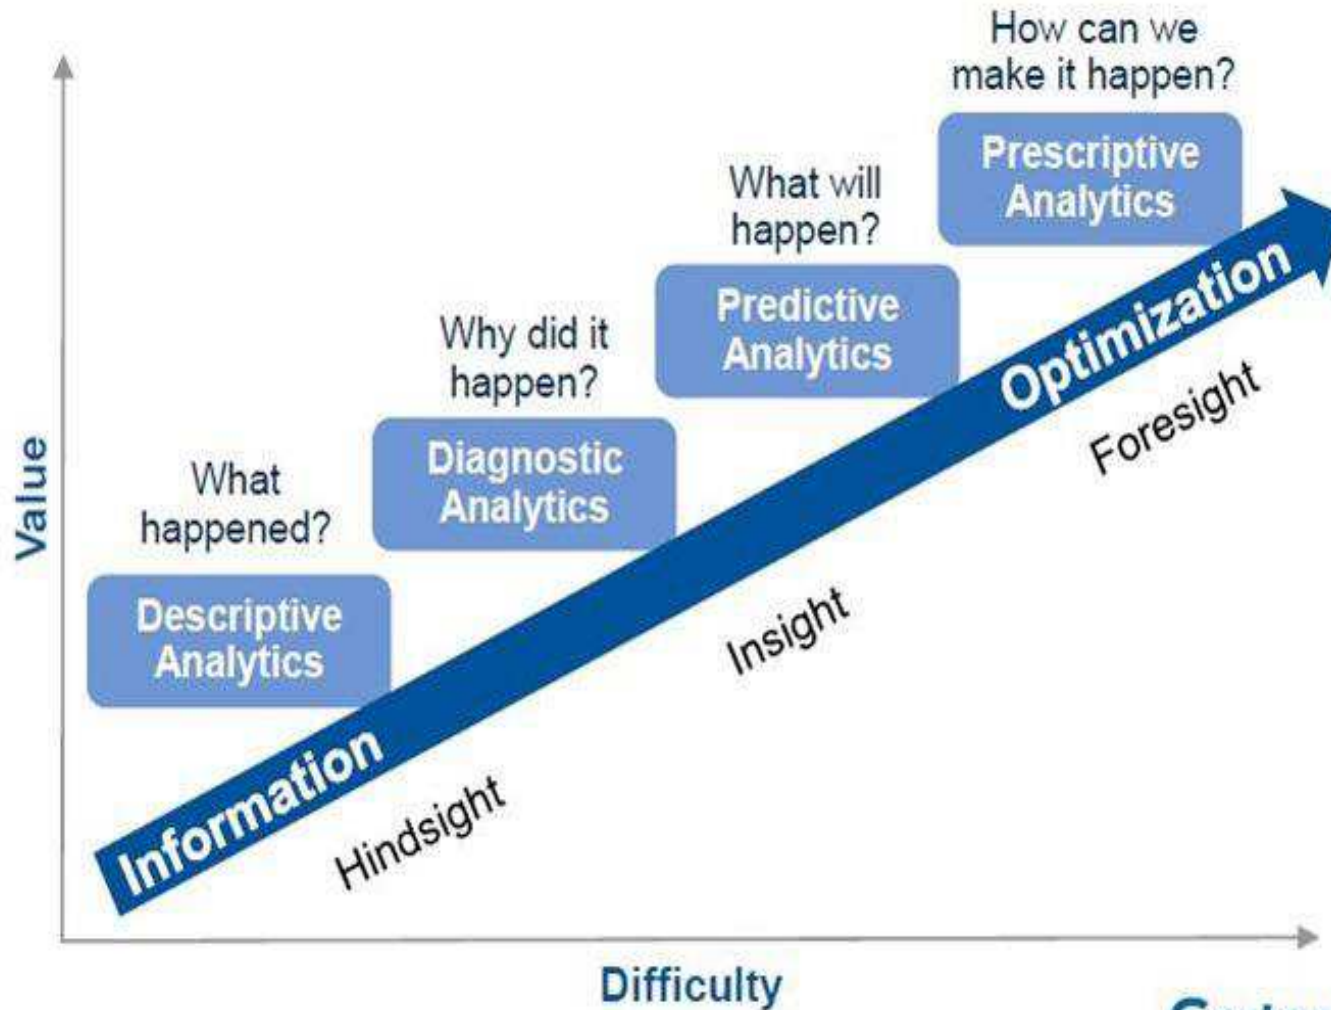 How can we
make it happen?
Prescriptive
Analytics
What will
happen?
Predictive
Analytics
Why did it
happen?
Diagnostic
Analytics
What
happened?
Descriptive
Analytics
Value
Information
Optimization
Hindsight
Insight
Foresight
Difficulty